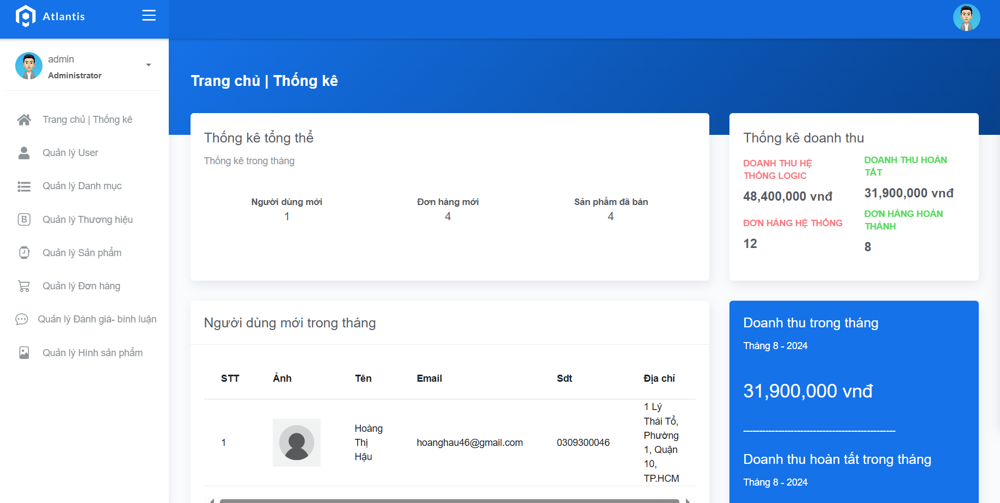 Atlantis
admin
Administrator
Trang chủ | Thống kê
Quản lý User
Quản lý Danh mục
Quản lý Thương hiệu
Quản lý Sản phẩm
Quản lý Đơn hàng
Quản lý Đánh giá- bình luận
Quản lý Hình sản phẩm
Trang chủ | Thống kê
Thống kê tổng thể
Thống kê trong tháng
Người dùng mới
1
Đơn hàng mới
4
Sản phẩm đã bán
4
Thống kê doanh thu
DOANH THU HỆ
THỐNG LOGIC
48,400,000 vnđ
ĐƠN HÀNG HỆ THỐNG
12
DOANH THU HOÀN
TẤT
31,900,000 vnđ
ĐƠN HÀNG HOÀN
THÀNH
8
Người dùng mới trong tháng
STT Ảnh Tên Email Sdt Địa chỉ
1
Hoàng
Thị
Hậu
hoanghau46@gmail.com
0309300046
1 Lý
Thái Tổ,
Phường
1, Quận
10,
TP.HCM
Doanh thu trong tháng
Tháng 8 - 2024
31,900,000 vnđ
-----------------------------------------------
Doanh thu hoàn tất trong tháng
Tháng 8 - 2024